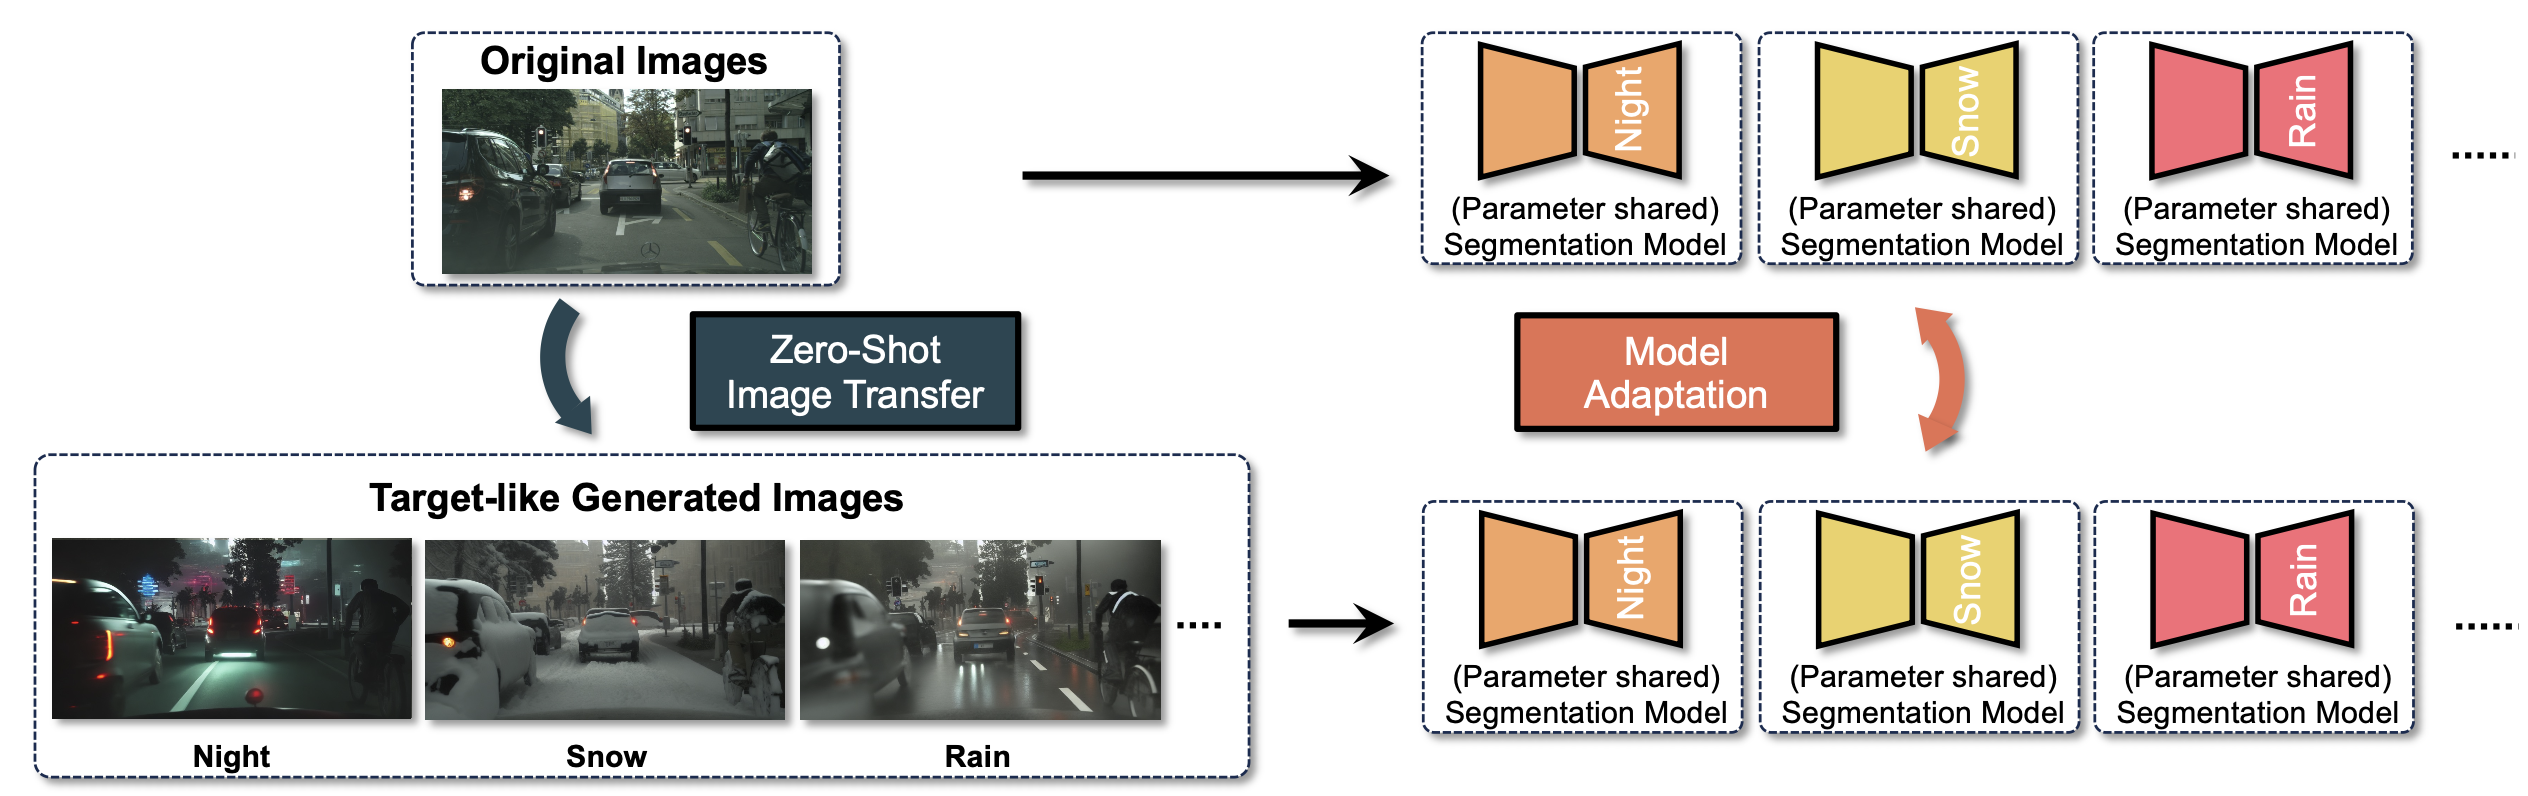 Original Images
Night
(Parameter shared)
Segmentation Model
Snow
(Parameter shared)
Segmentation Model
Rain
(Parameter shared)
Segmentation Model
......
Zero-Shot
Image Transfer
Model
Adaptation
Target-like Generated Images
Night
Snow
Rain
....
Night
(Parameter shared)
Segmentation Model
Snow
(Parameter shared)
Segmentation Model
Rain
(Parameter shared)
Segmentation Model
......